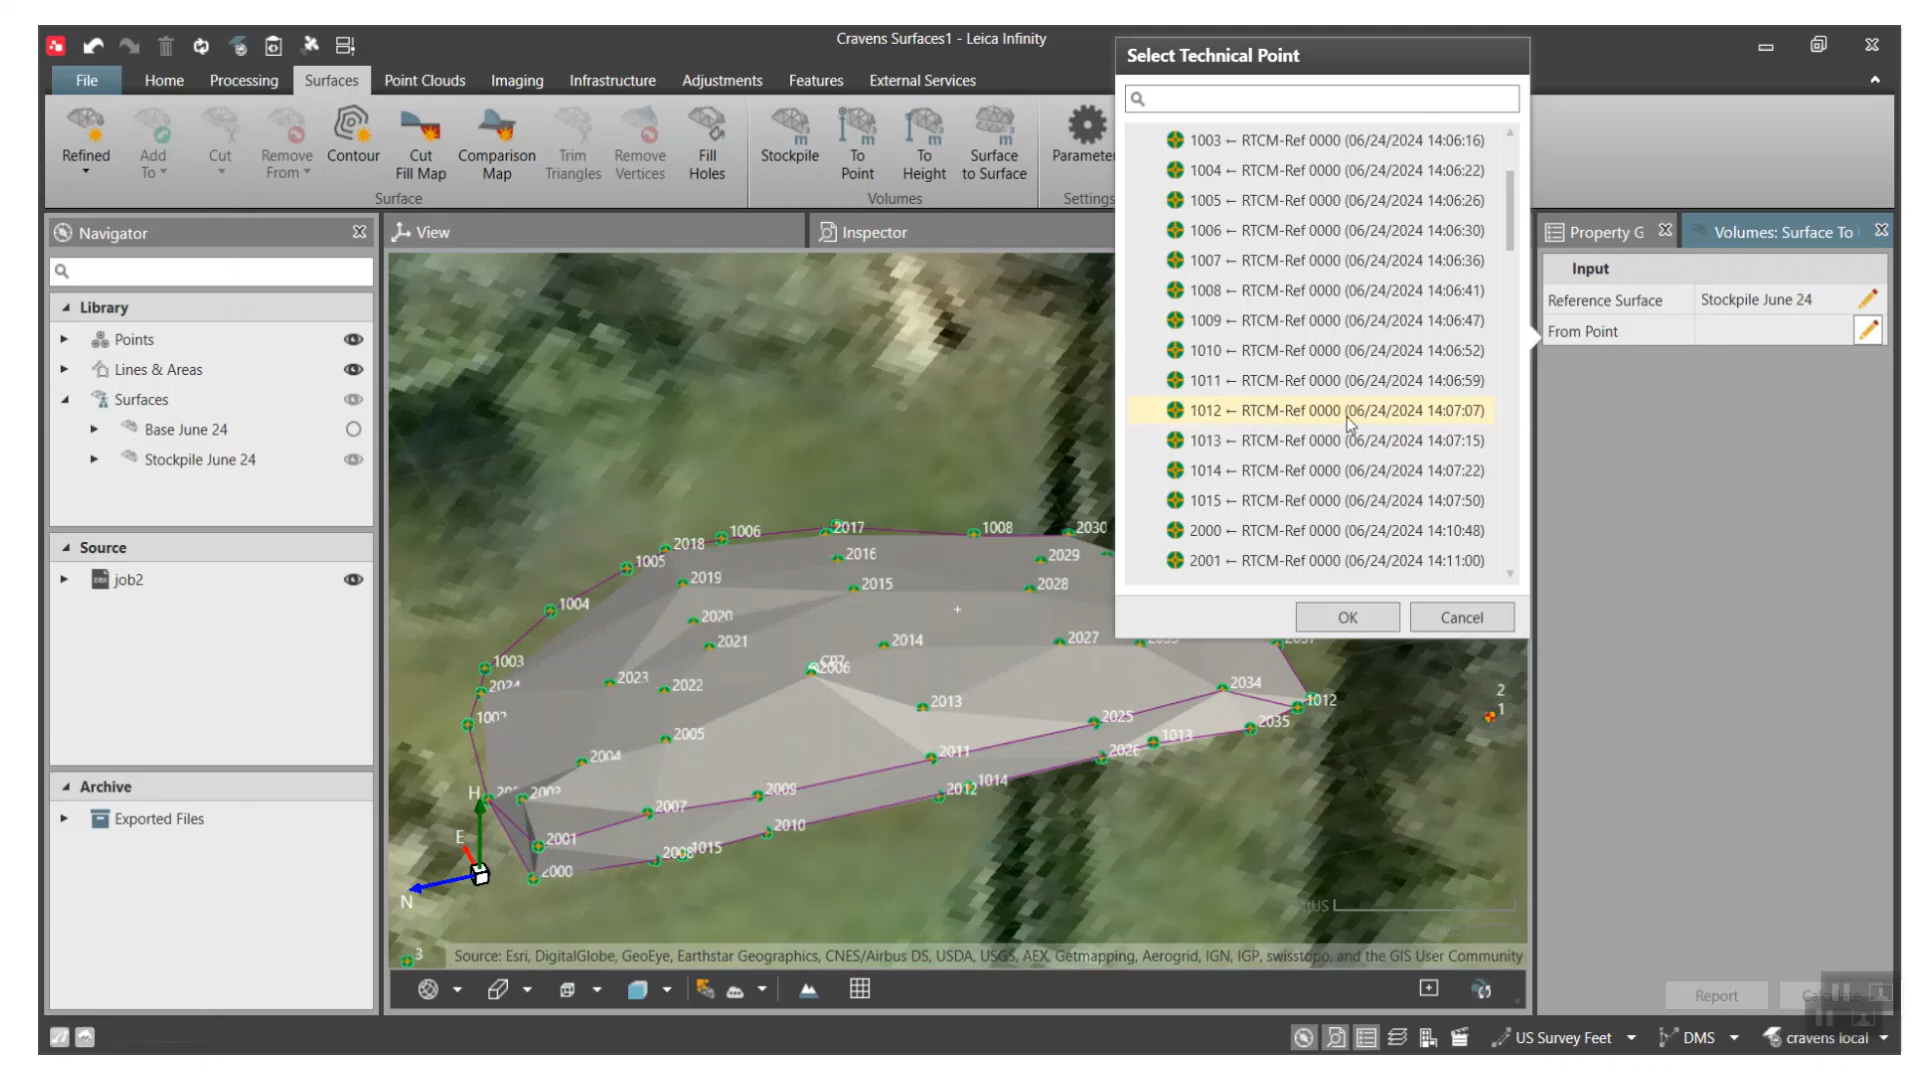 Cravens Surfaces1 - Leica Infinity
File
Home
Processing
Surfaces
Point Clouds
Imaging
Infrastructure
Adjustments
Features
External Services
Refined
Add To
Cut
Remove From
Contour
Cut Fill Map
Comparison Map
Trim Triangles
Remove Vertices
Fill Holes
Stockpile
To Point
To Height
Surface to Surface
Surface
Volumes
Settings
Navigator
Library
Points
Lines & Areas
Surfaces
Base June 24
Stockpile June 24
Source
job2
Archive
Exported Files
View
Inspector
Select Technical Point
1003 ← RTCM-Ref 0000 (06/24/2024 14:06:16)
1004 ← RTCM-Ref 0000 (06/24/2024 14:06:22)
1005 ← RTCM-Ref 0000 (06/24/2024 14:06:26)
1006 ← RTCM-Ref 0000 (06/24/2024 14:06:30)
1007 ← RTCM-Ref 0000 (06/24/2024 14:06:36)
1008 ← RTCM-Ref 0000 (06/24/2024 14:06:41)
1009 ← RTCM-Ref 0000 (06/24/2024 14:06:47)
1010 ← RTCM-Ref 0000 (06/24/2024 14:06:52)
1011 ← RTCM-Ref 0000 (06/24/2024 14:06:59)
1012 ← RTCM-Ref 0000 (06/24/2024 14:07:07)
1013 ← RTCM-Ref 0000 (06/24/2024 14:07:15)
1014 ← RTCM-Ref 0000 (06/24/2024 14:07:22)
1015 ← RTCM-Ref 0000 (06/24/2024 14:07:50)
2000 ← RTCM-Ref 0000 (06/24/2024 14:10:48)
2001 ← RTCM-Ref 0000 (06/24/2024 14:11:00)
OK
Cancel
Property G
Volumes: Surface To
Input
Reference Surface
Stockpile June 24
From Point
1006
2017
1008
2030
2018
2016
2029
1005
2019
2015
2028
1004
2020
2021
2014
2027
1003
2023
2022
2006
2013
2034
1012
2005
2025
2035
2004
2011
2026
1013
2009
2012
1014
2007
2010
2001
2008
1015
2000
H
E
N
2
1
3
Source: Esri, DigitalGlobe, GeoEye, Earthstar Geographics, CNES/Airbus DS, USDA, USGS, AEX, Getmapping, Aerogrid, IGN, IGP, swisstopo, and the GIS User Community
Report
US Survey Feet
DMS
cravens local